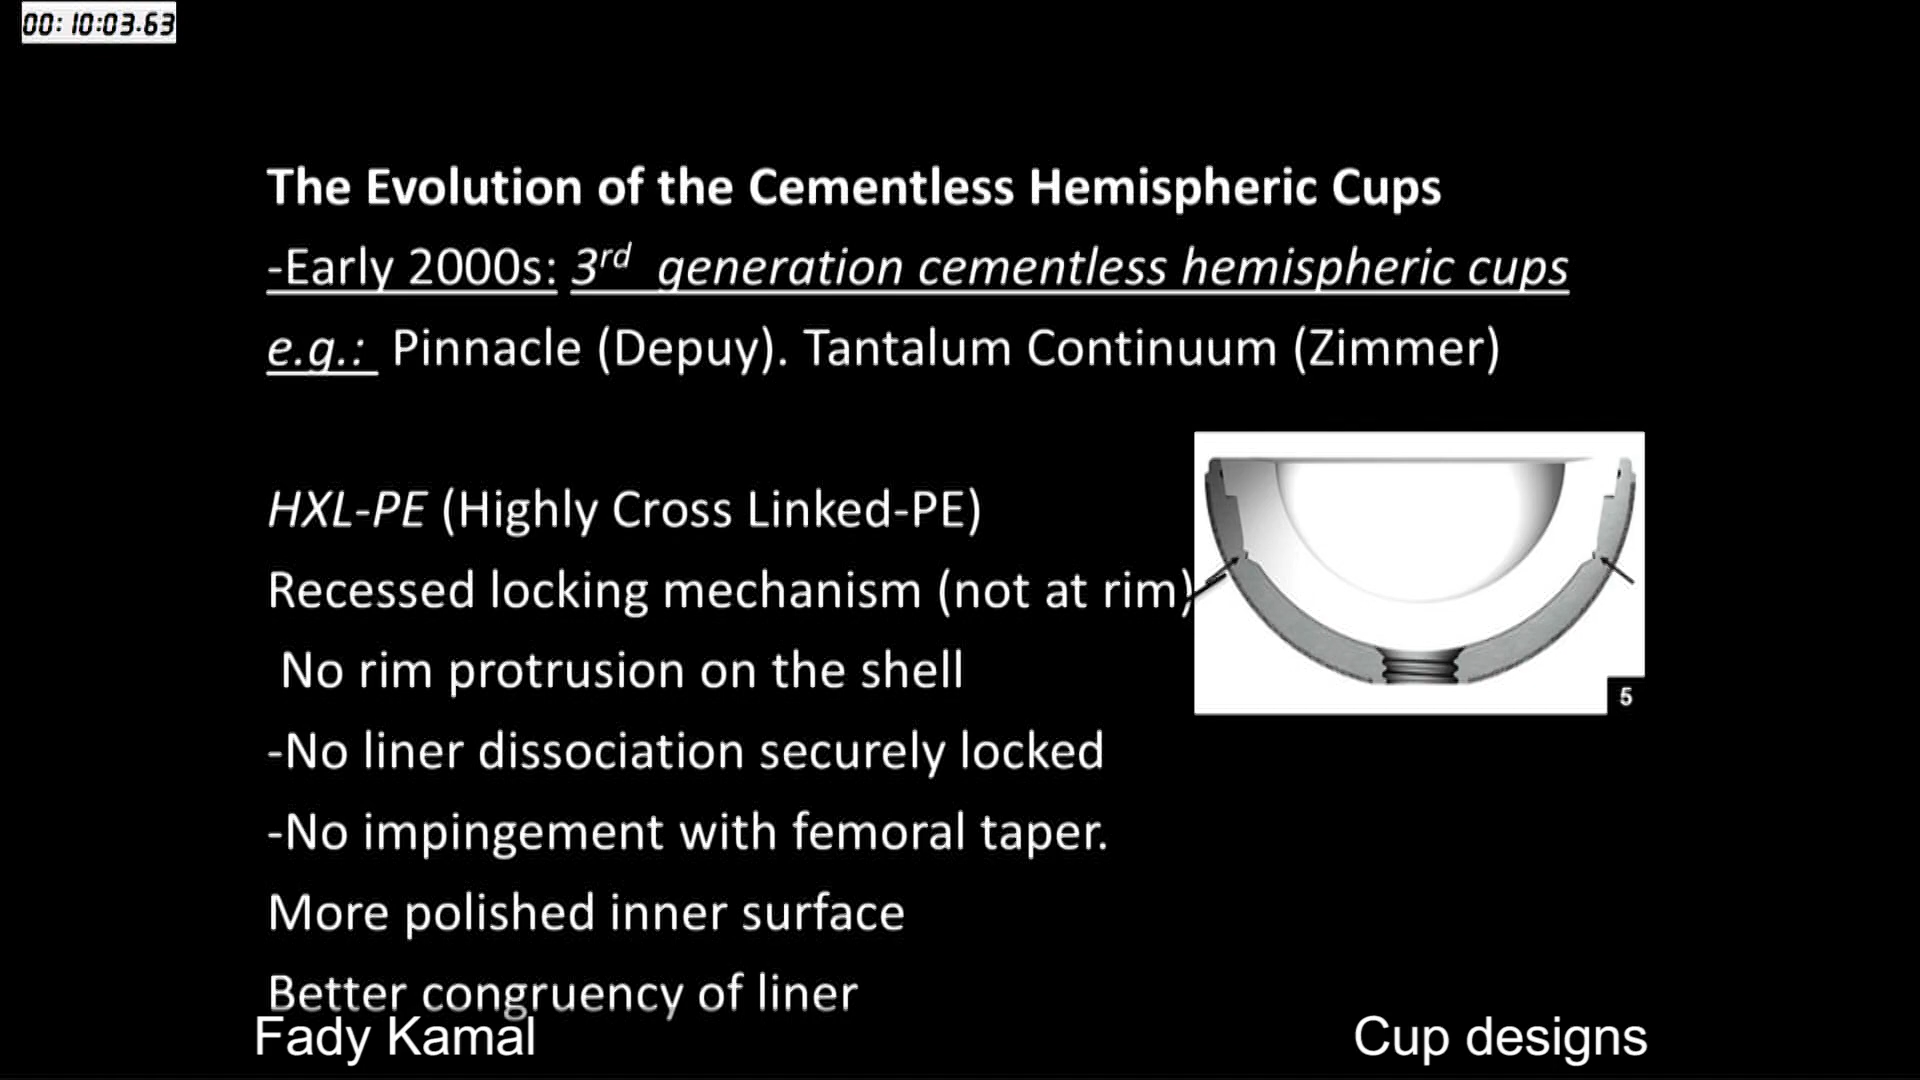 00:10:03.63
The Evolution of the Cementless Hemispheric Cups
-Early 2000s: 3rd generation cementless hemispheric cups
e.g.: Pinnacle (Depuy). Tantalum Continuum (Zimmer)
HXL-PE (Highly Cross Linked-PE)
Recessed locking mechanism (not at rim)
No rim protrusion on the shell
5
-No liner dissociation securely locked
-No impingement with femoral taper.
More polished inner surface
Better congruency of liner
Fady Kamal
Cup designs